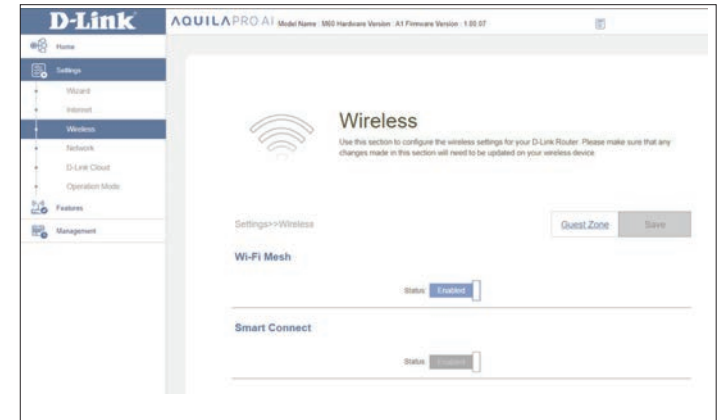 D-Link
AQUILA PRO AI Model Name : M60 Hardware Version : A1 Firmware Version : 1.00.07
Home
Settings
Wizard
Internet
Wireless
Network
D-Link Cloud
Operation Mode
Features
Management
Wireless
Use this section to configure the wireless settings for your D-Link Router. Please make sure that any
changes made in this section will need to be updated on your wireless device.
Settings>>Wireless
Guest Zone
Save
Wi-Fi Mesh
Status Enabled
Smart Connect
Status Enabled